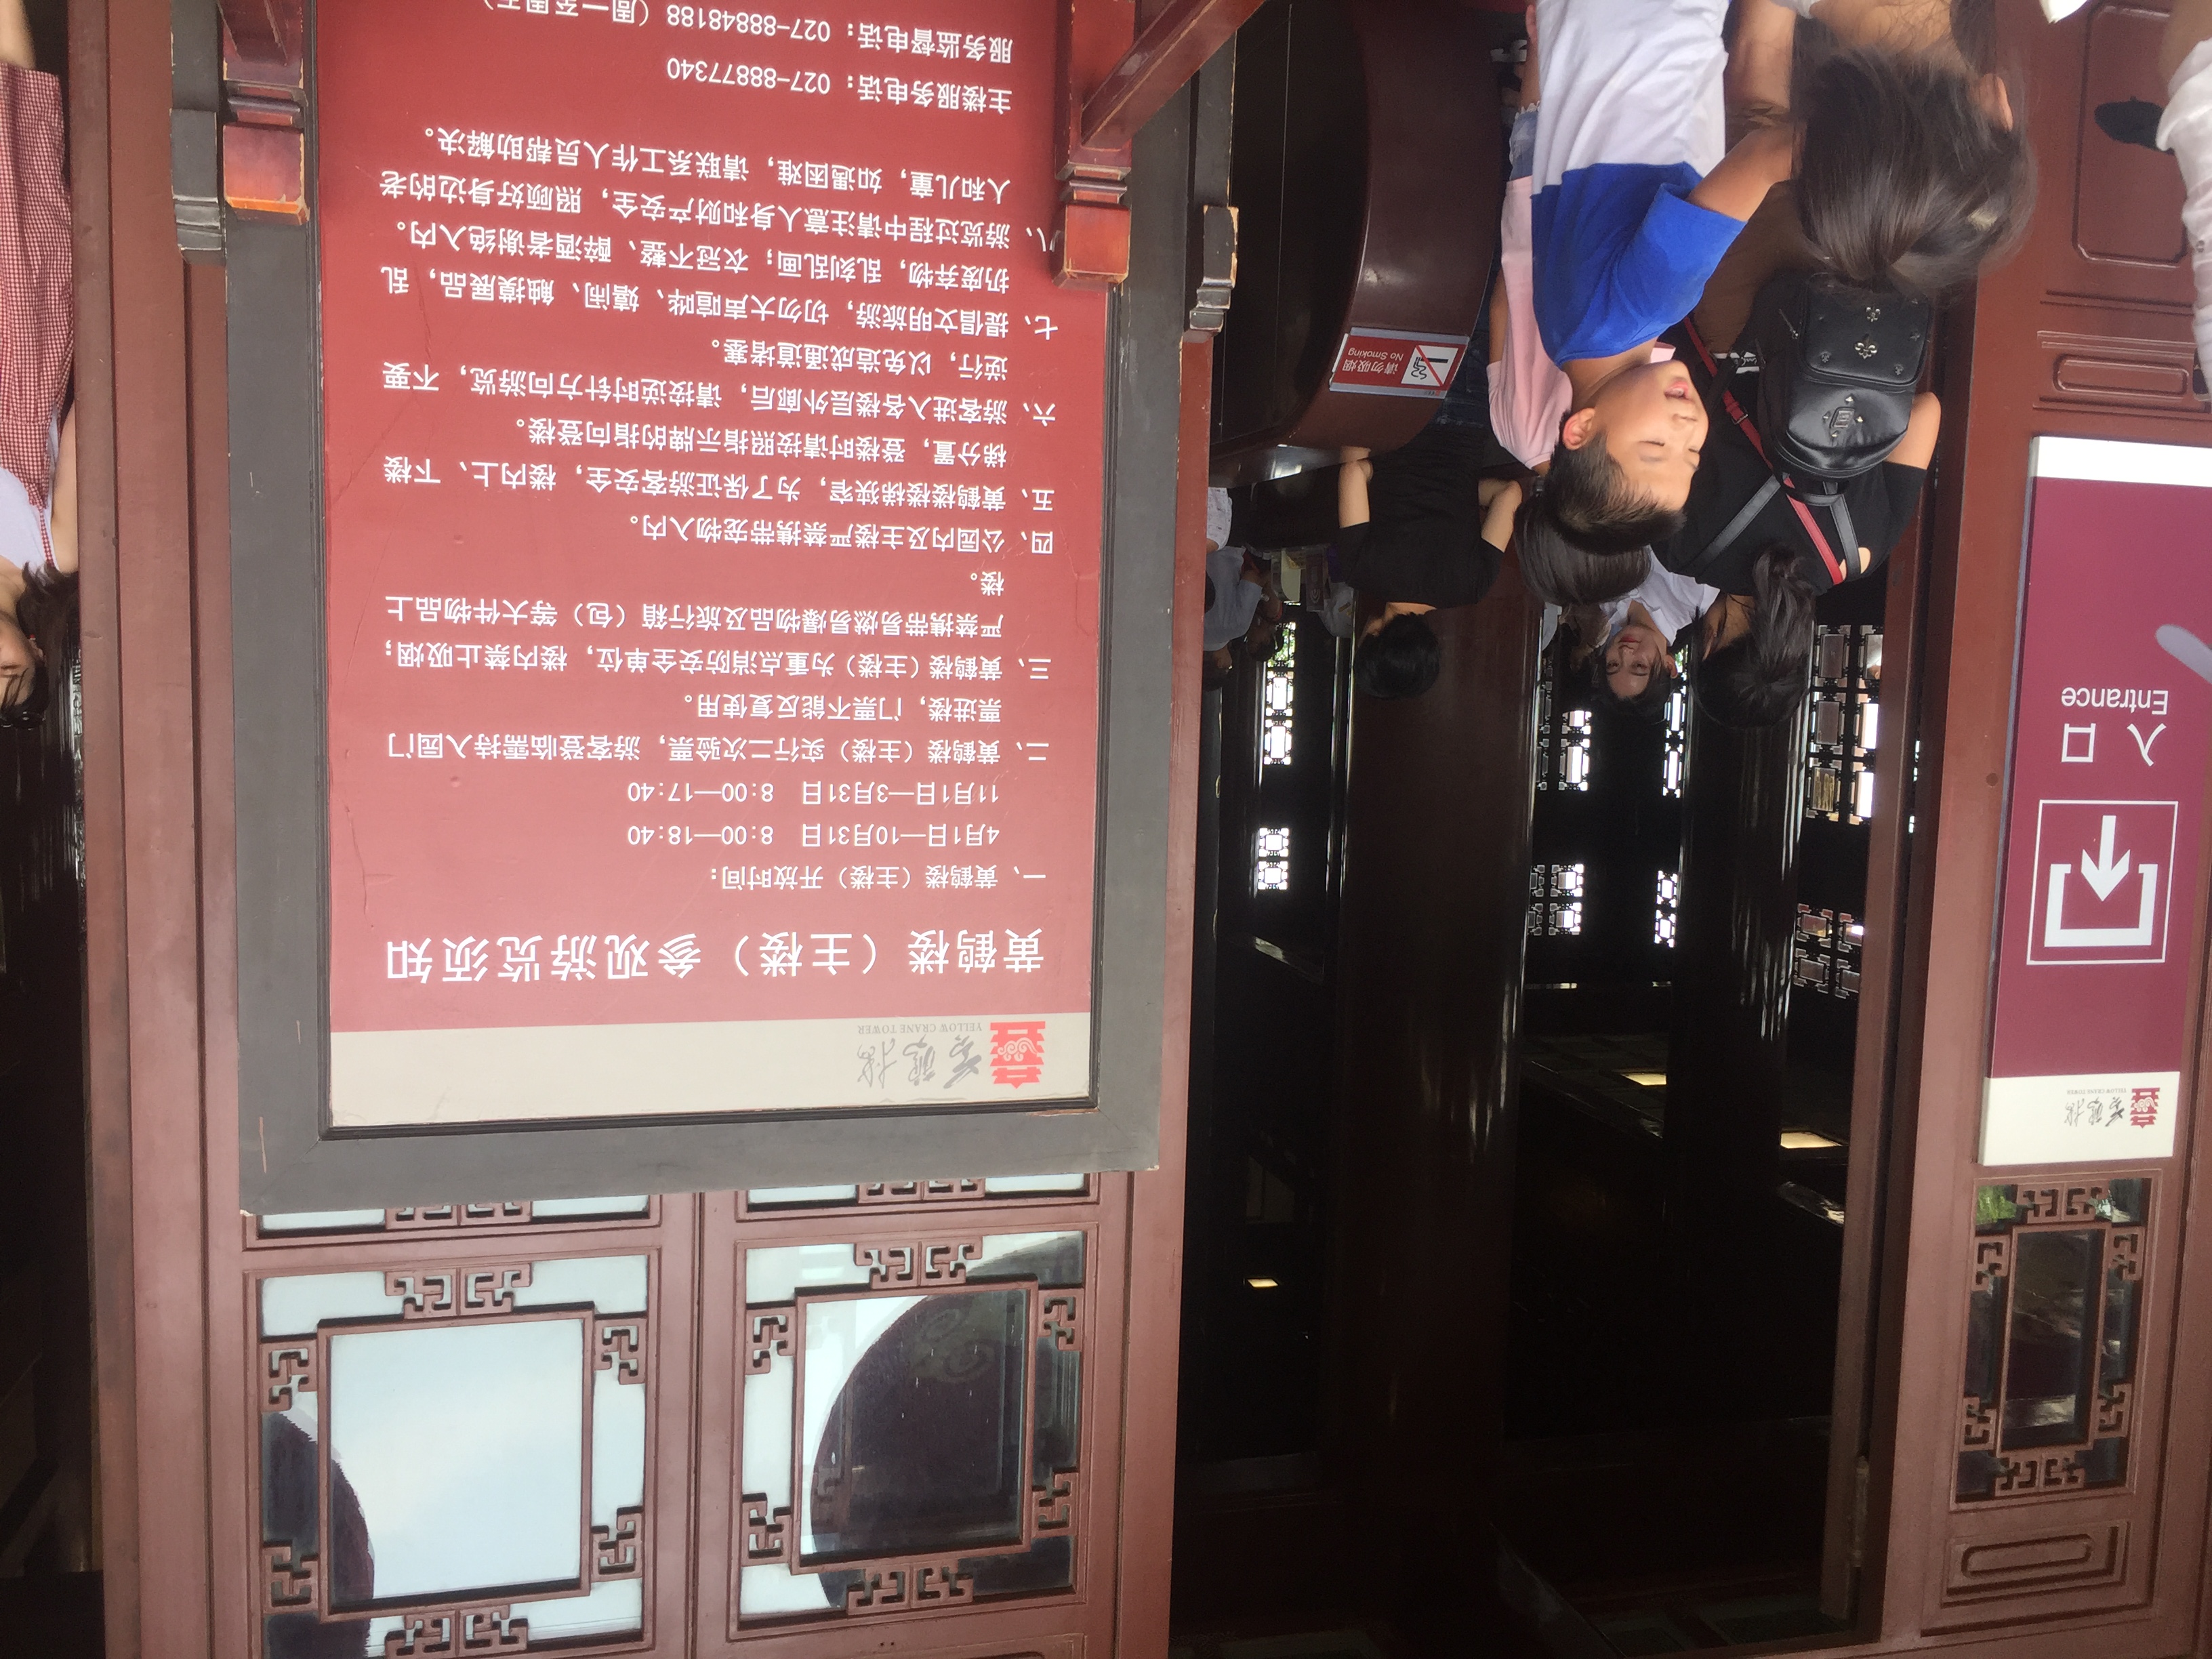 黄鹤楼
YELLOW CRANE TOWER
入口
Entrance
请勿吸烟
No Smoking
黄鹤楼
YELLOW CRANE TOWER
黄鹤楼（主楼）参观游览须知
一、黄鹤楼（主楼）开放时间：
4月1日—10月31日 8:00—18:40
11月1日—3月31日 8:00—17:40
二、黄鹤楼（主楼）实行二次验票，游客登临需持入园门
票进楼，门票不能反复使用。
三、黄鹤楼（主楼）为重点消防安全单位，楼内禁止吸烟；
严禁携带易燃易爆物品及旅行箱（包）等大件物品上
楼。
四、公园内及主楼严禁携带宠物入内。
五、黄鹤楼楼梯狭窄，为了保证游客安全，楼内上、下楼
梯分置，登楼时请按照指示牌的指向登楼。
六、游客进入各楼层外廊后，请按逆时针方向游览，不要
逆行，以免造成通道堵塞。
七、提倡文明旅游，切勿大声喧哗、嬉闹、触摸展品，乱
扔废弃物，乱刻乱画；衣冠不整、醉酒者谢绝入内。
八、游览过程中请注意人身和财产安全，照顾好身边的老
人和儿童，如遇困难，请联系工作人员帮助解决。
主楼服务电话：027-88877340
服务监督电话：027-88848188（周一至周五）